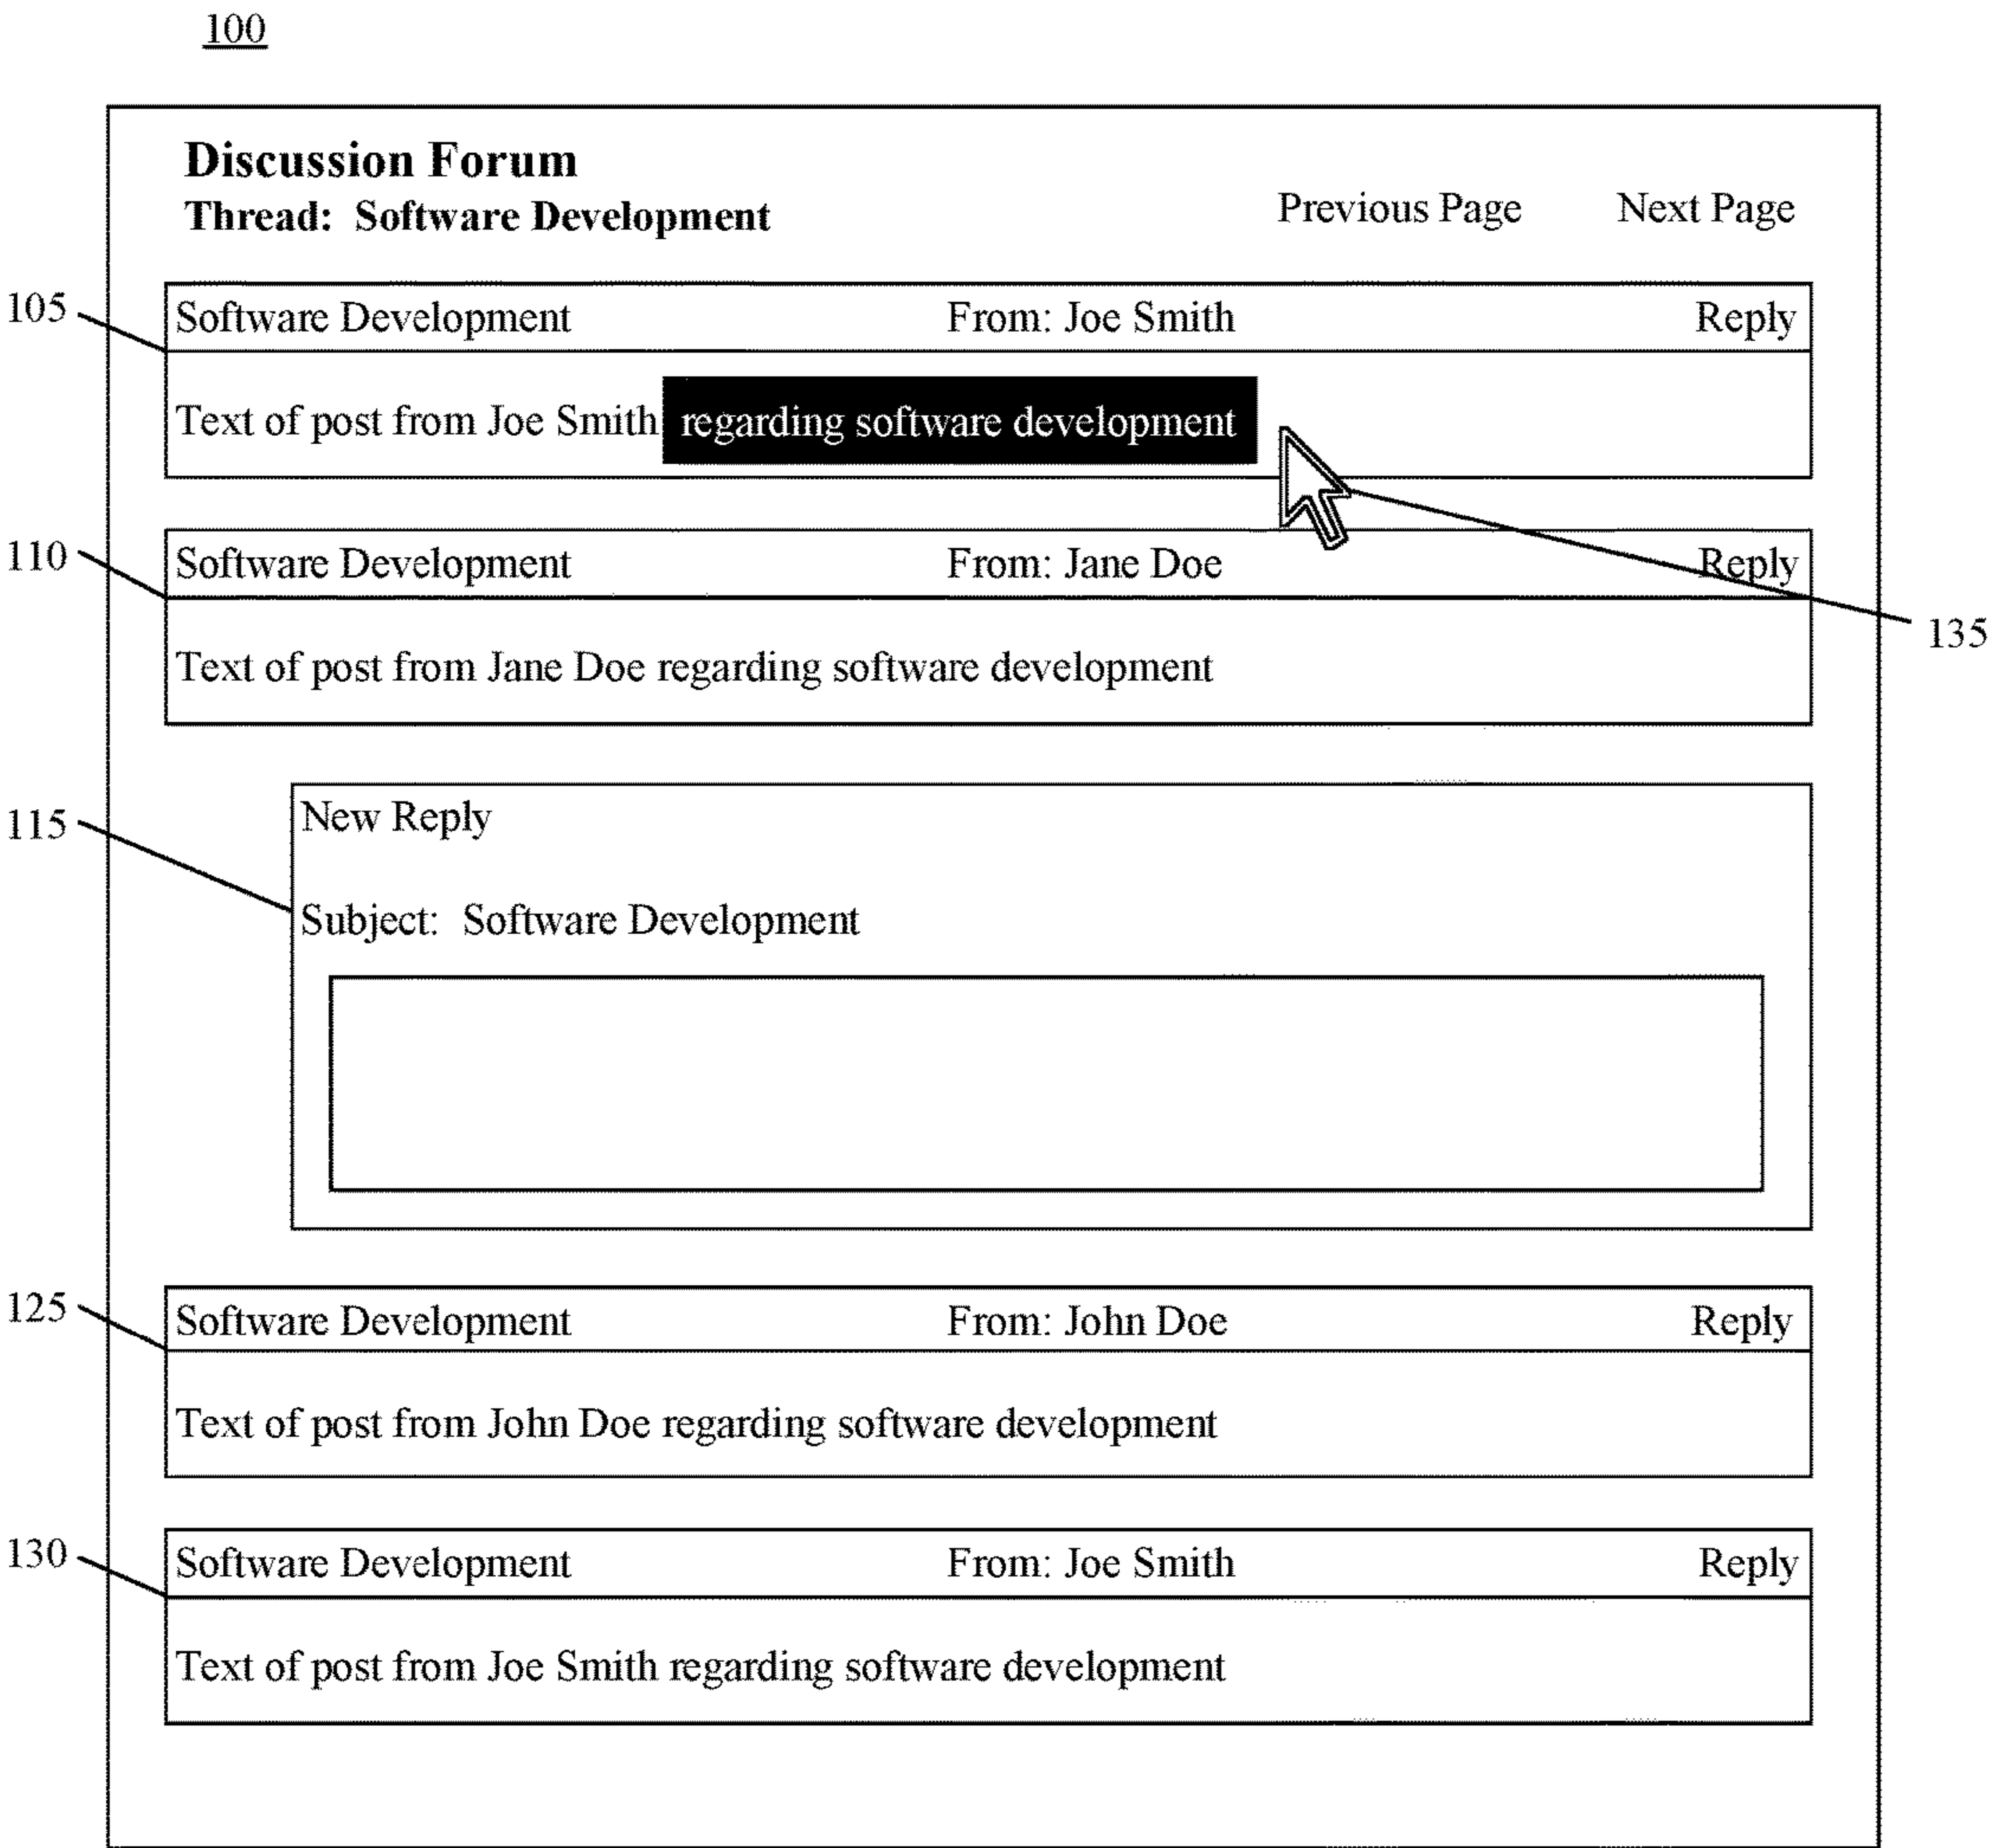 100
Discussion Forum
Thread: Software Development Previous Page Next Page
105
Software Development From: Joe Smith Reply
Text of post from Joe Smith regarding software development
110
Software Development From: Jane Doe Reply
135
Text of post from Jane Doe regarding software development
115
New Reply
Subject: Software Development
125
Software Development From: John Doe Reply
Text of post from John Doe regarding software development
130
Software Development From: Joe Smith Reply
Text of post from Joe Smith regarding software development